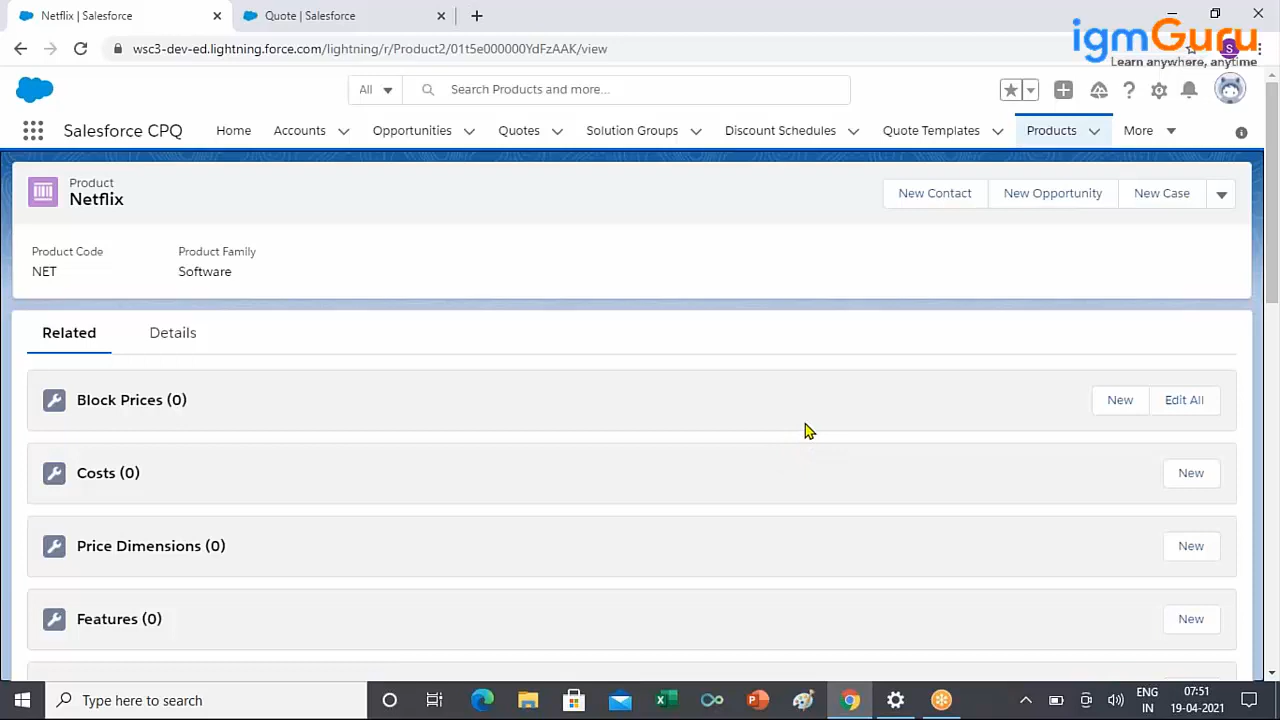 Netflix | Salesforce
Quote | Salesforce
wsc3-dev-ed.lightning.force.com/lightning/r/Product2/01t5e000000YdFzAAK/view
igmGuru
Learn anywhere, anytime
S
All
Search Products and more...
Salesforce CPQ
Home
Accounts
Opportunities
Quotes
Solution Groups
Discount Schedules
Quote Templates
Products
More
Product
Netflix
New Contact
New Opportunity
New Case
Product Code
Product Family
NET
Software
Related
Details
Block Prices (0)
New
Edit All
Costs (0)
New
Price Dimensions (0)
New
Features (0)
New
Type here to search
ENG
IN
07:51
19-04-2021